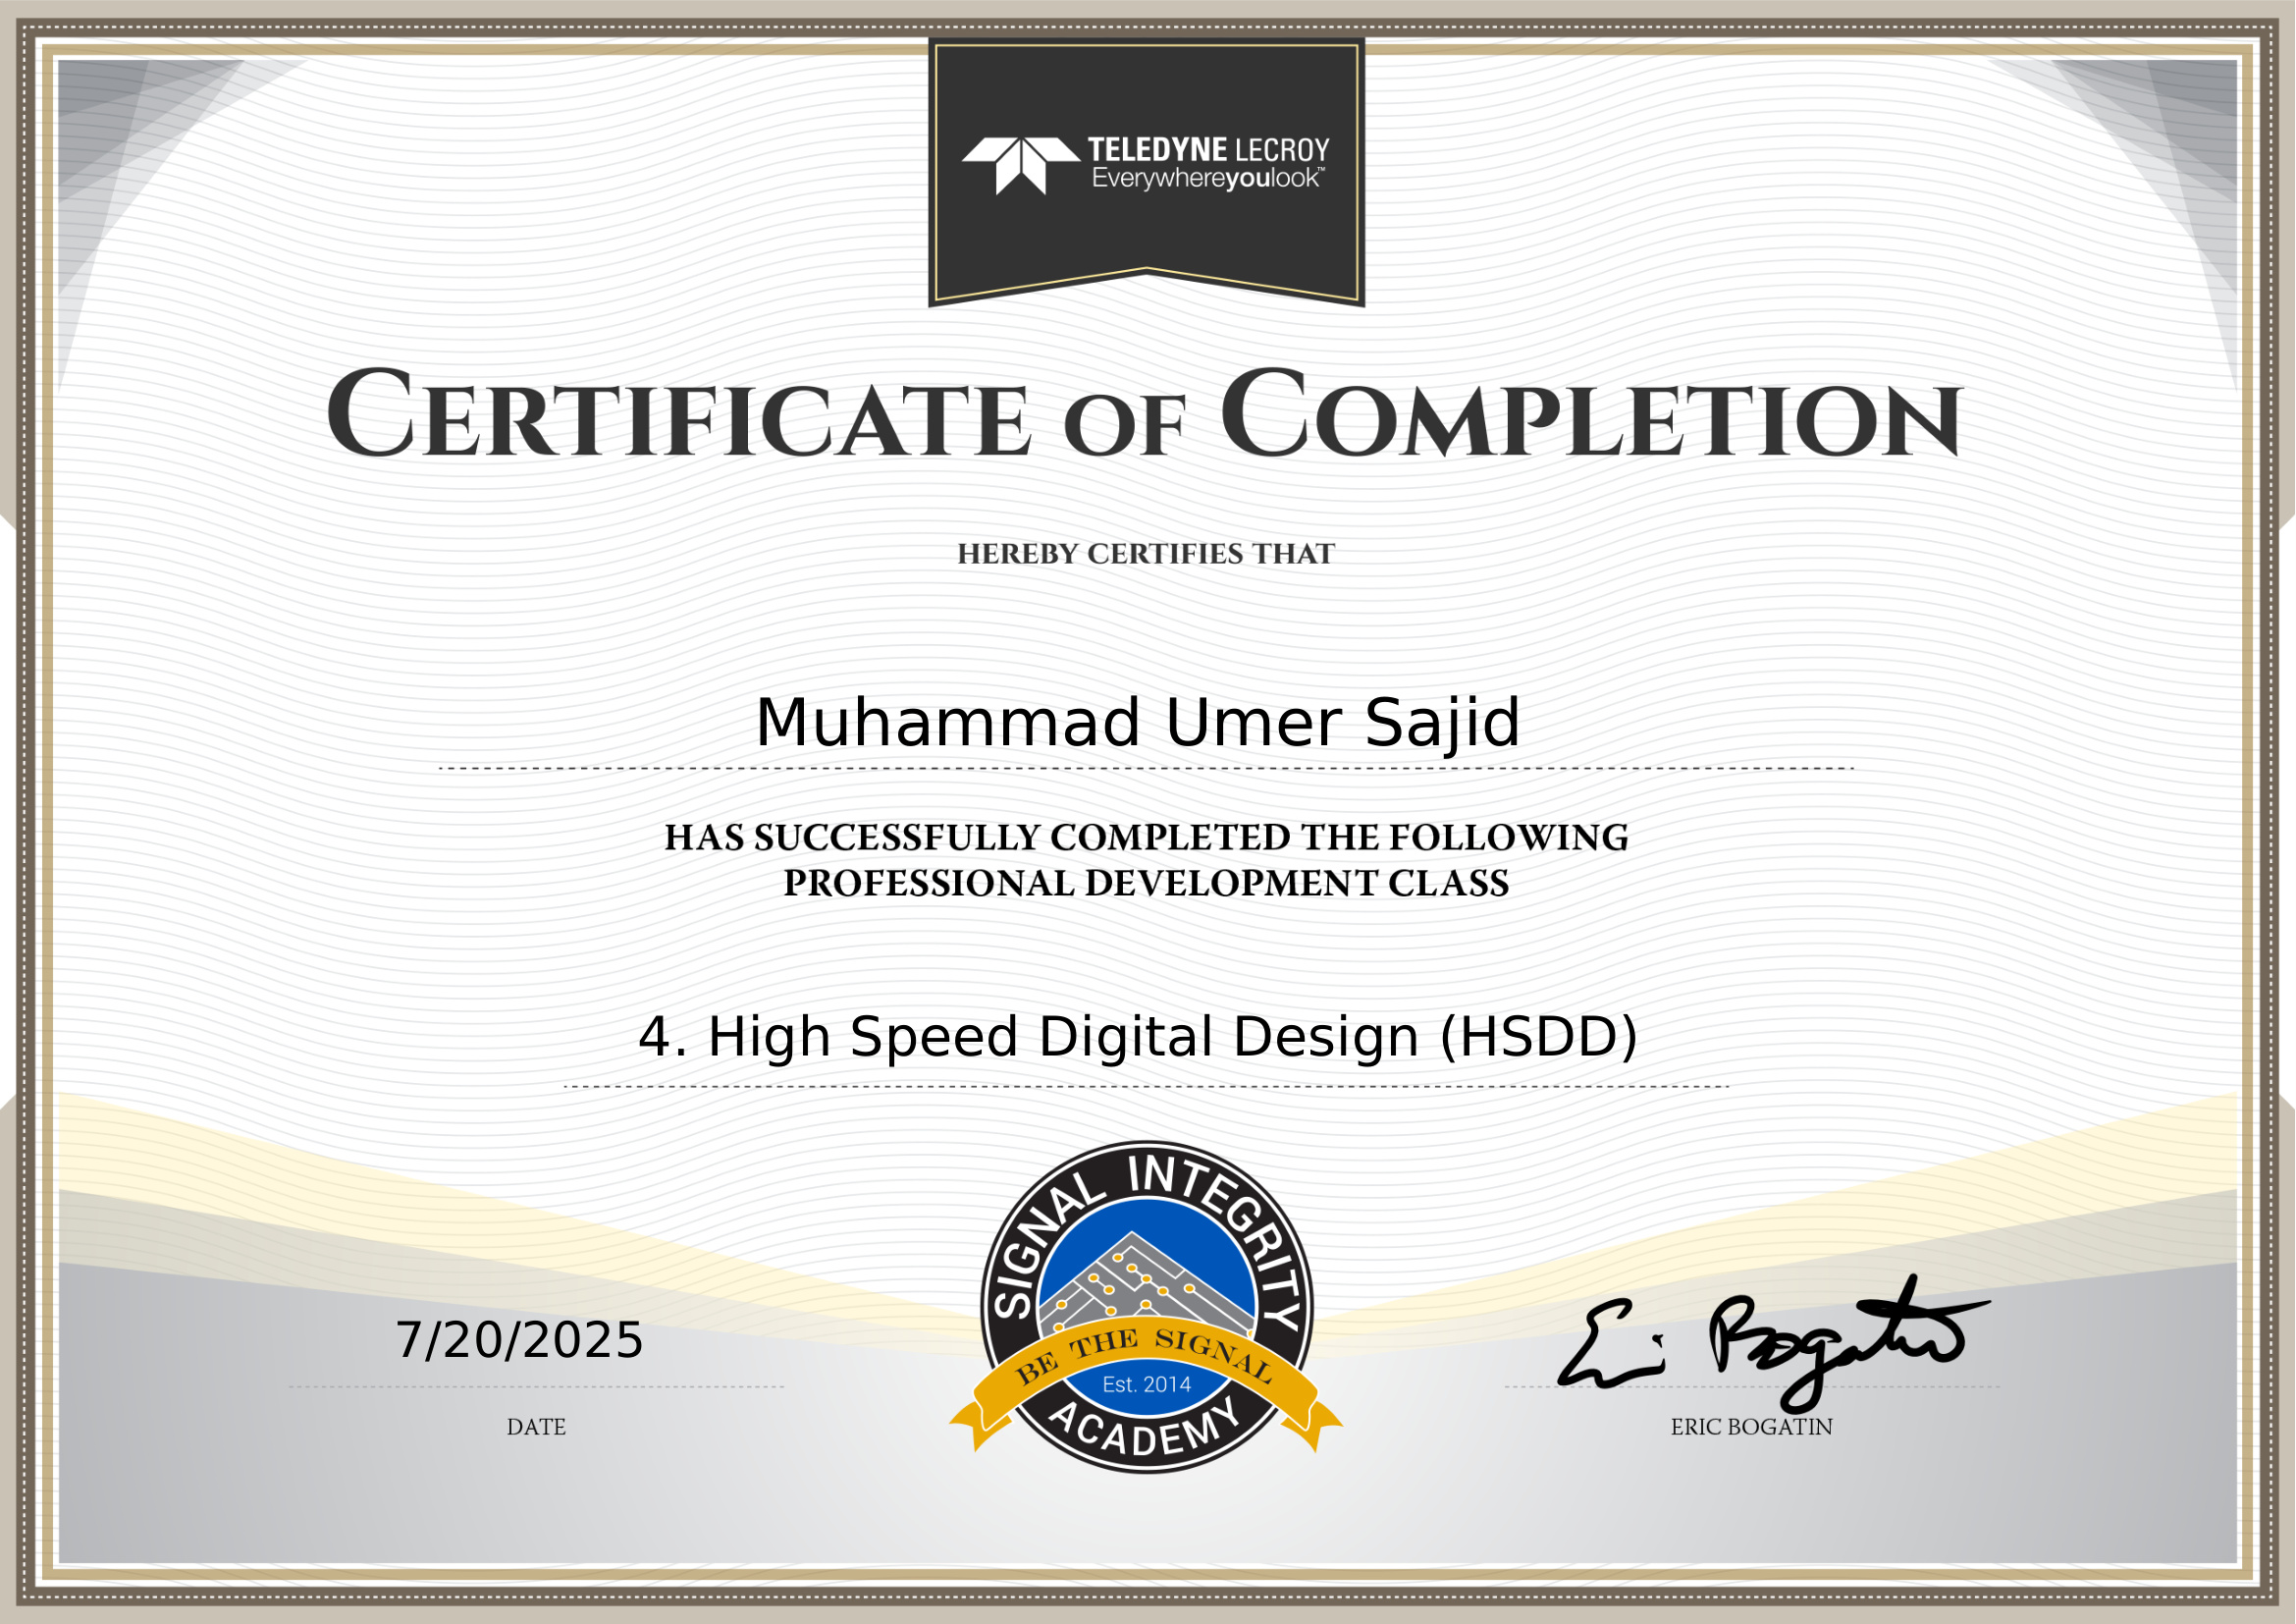 TELEDYNE LECROY
Everywhereyoulook™
CERTIFICATE OF COMPLETION
HEREBY CERTIFIES THAT
Muhammad Umer Sajid
HAS SUCCESSFULLY COMPLETED THE FOLLOWING
PROFESSIONAL DEVELOPMENT CLASS
4. High Speed Digital Design (HSDD)
SIGNAL INTEGRITY
BE THE SIGNAL
Est. 2014
ACADEMY
7/20/2025
DATE
Eric Bogatin
ERIC BOGATIN